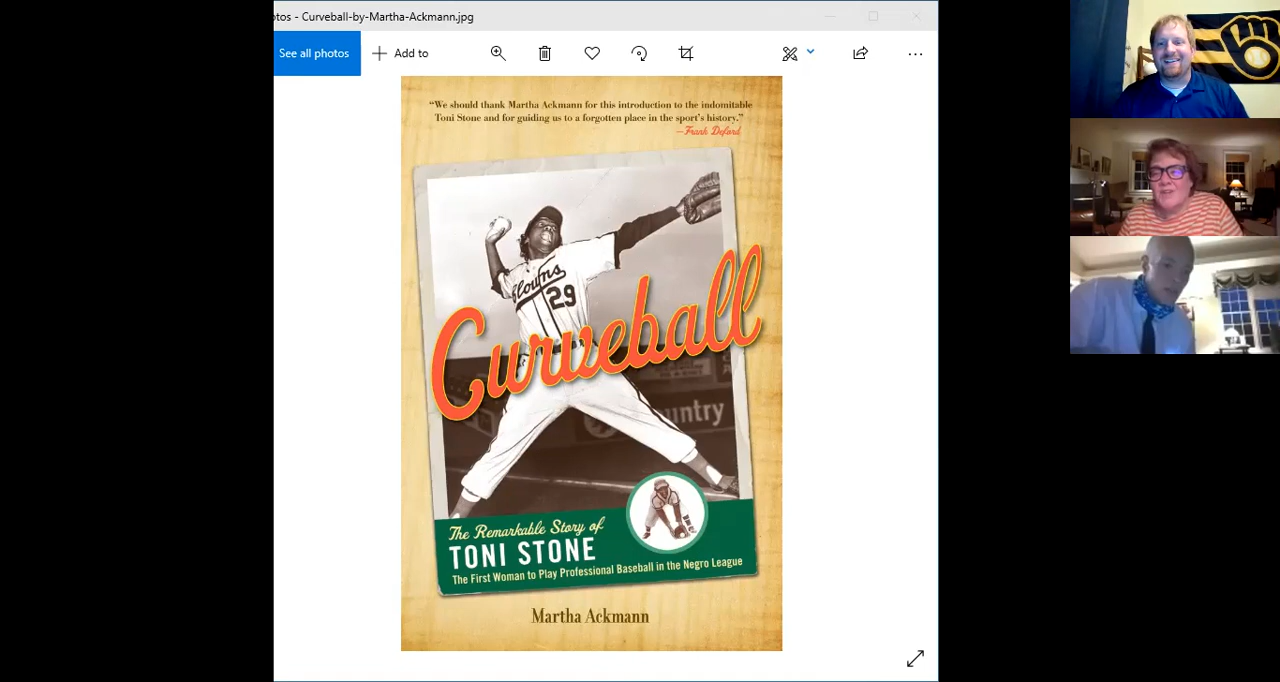 otos - Curveball-by-Martha-Ackmann.jpg
See all photos
Add to
“We should thank Martha Ackmann for this introduction to the indomitable
Toni Stone and for guiding us to a forgotten place in the sport’s history.”
—Frank Deford
Clowns
29
Curveball
ountry
The Remarkable Story of
TONI STONE
The First Woman to Play Professional Baseball in the Negro League
Martha Ackmann